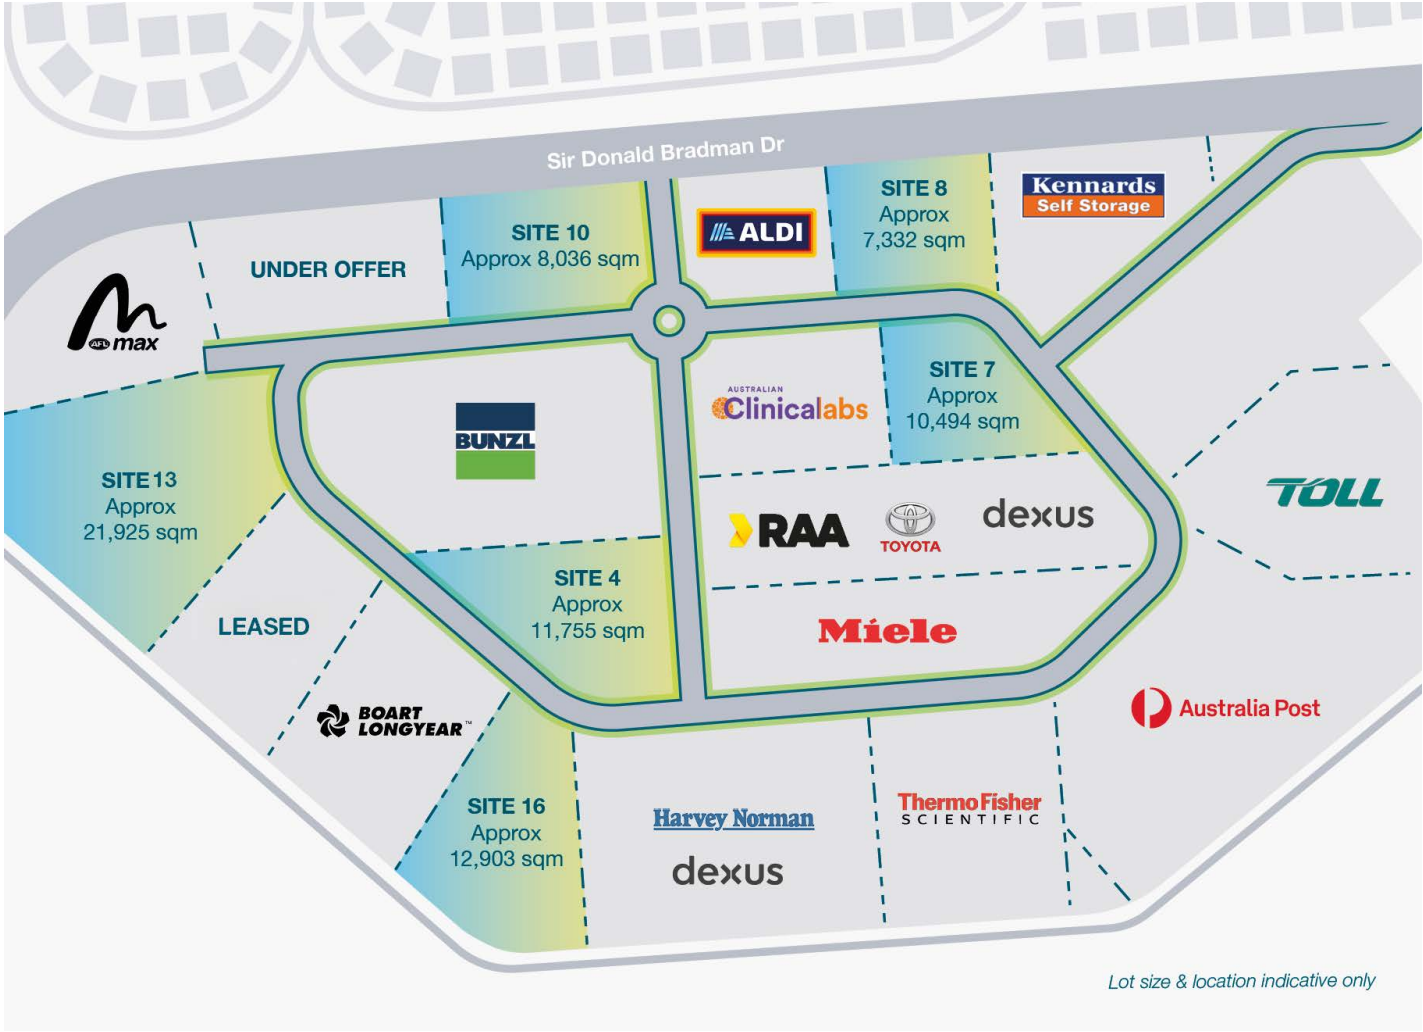 Sir Donald Bradman Dr
SITE 8
Approx
7,332 sqm
Kennards
Self Storage
ALDI
SITE 10
Approx 8,036 sqm
UNDER OFFER
AFL max
SITE 7
Approx
10,494 sqm
AUSTRALIAN
Clinicalabs
BUNZL
SITE 13
Approx
21,925 sqm
TOLL
RAA
TOYOTA
dexus
SITE 4
Approx
11,755 sqm
LEASED
Miele
BOART
LONGYEAR™
Australia Post
SITE 16
Approx
12,903 sqm
Harvey Norman
dexus
ThermoFisher
SCIENTIFIC
Lot size & location indicative only